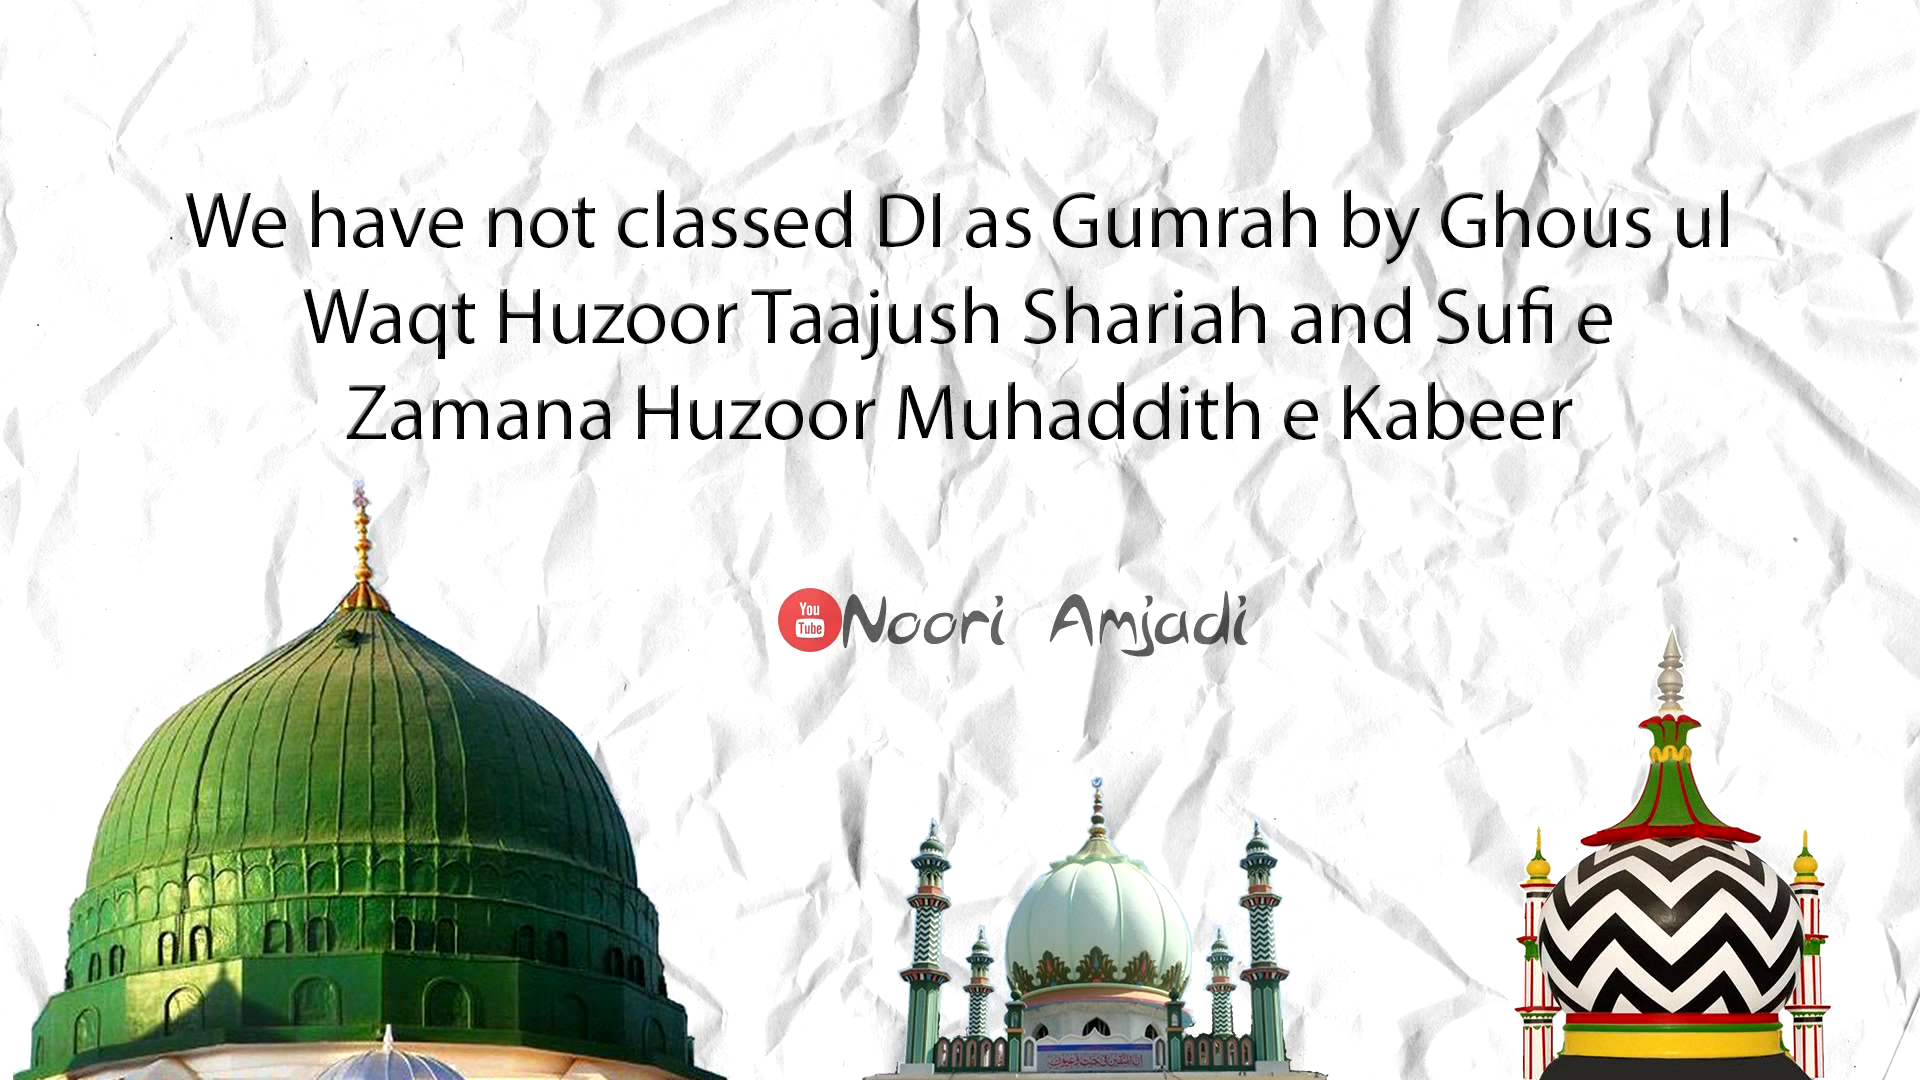 We have not classed DI as Gumrah by Ghous ul
Waqt Huzoor Taajush Shariah and Sufi e
Zamana Huzoor Muhaddith e Kabeer
You
Tube
Noori Amjadi